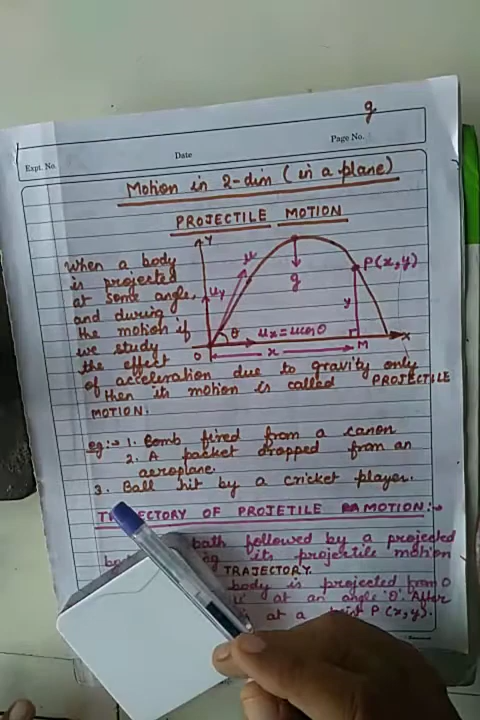 g
Expt. No.
Date
Page No.
Motion in 2-dim (in a plane)
PROJECTILE MOTION
Y
When a body
is projected
at some angle,
and during
the motion if
we study
the effect
of acceleration due to gravity only
then its motion is called PROJECTILE
MOTION.
u
uy
g
P(x,y)
y
θ
ux = ucosθ
O
x
M
X
eg:- 1. Bomb fired from a canon
2. A packet dropped from an
aeroplane.
3. Ball hit by a cricket player.
TRAJECTORY OF PROJETILE MOTION:-
path followed by a projected
its projectile motion
TRAJECTORY.
body is projected from O
at an angle 'θ'. After
at a point P (x,y).